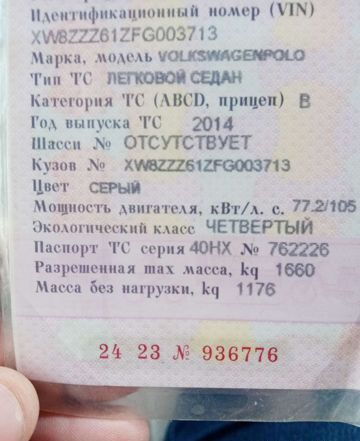 Идентификационный номер (VIN)
XW8ZZZ61ZFG003713
Марка, модель VOLKSWAGENPOLO
Тип ТС ЛЕГКОВОЙ СЕДАН
Категория ТС (ABCD, прицеп) B
Год выпуска ТС 2014
Шасси № ОТСУТСТВУЕТ
Кузов № XW8ZZZ61ZFG003713
Цвет СЕРЫЙ
Мощность двигателя, кВт/л. с. 77.2/105
Экологический класс ЧЕТВЕРТЫЙ
Паспорт ТС серия 40НХ № 762226
Разрешенная max масса, kg 1660
Масса без нагрузки, kg 1176
24 23 № 936776